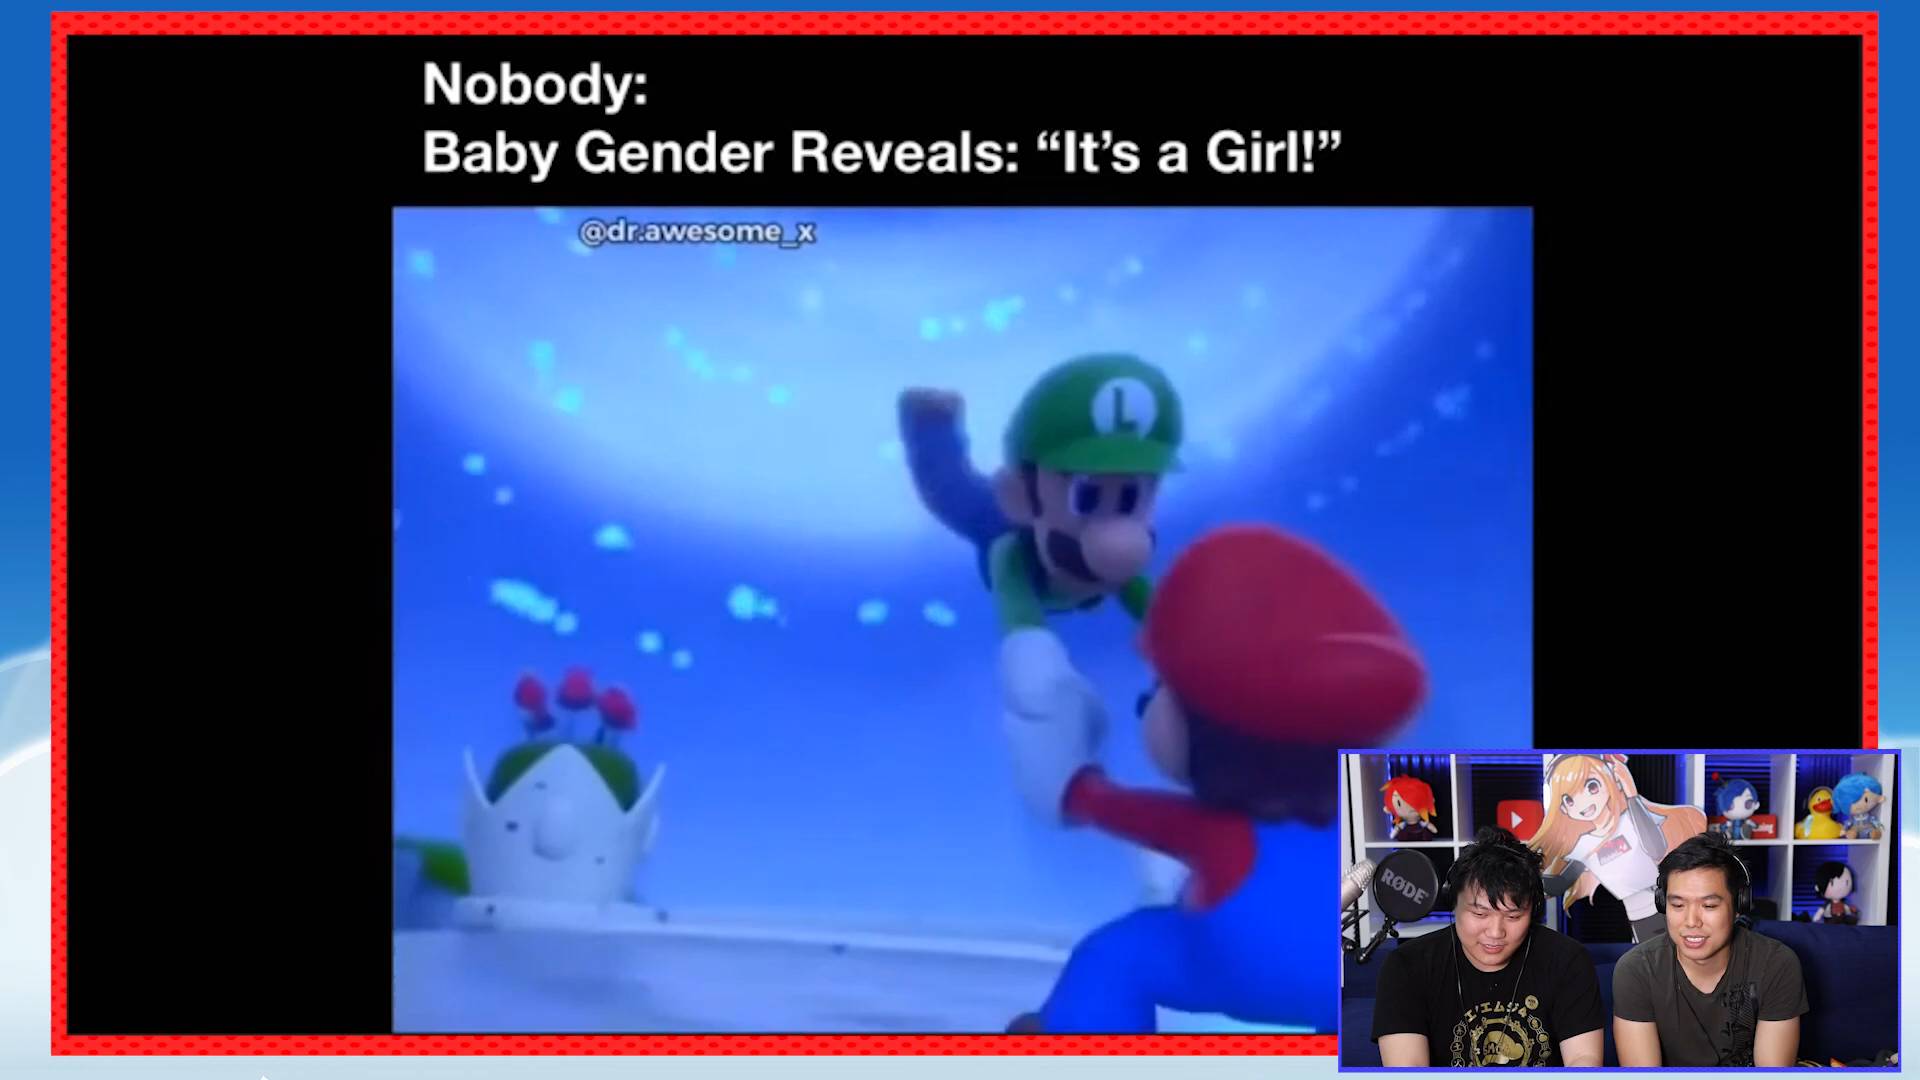 Nobody:
Baby Gender Reveals: “It’s a Girl!”
@dr.awesome_x
L
RØDE